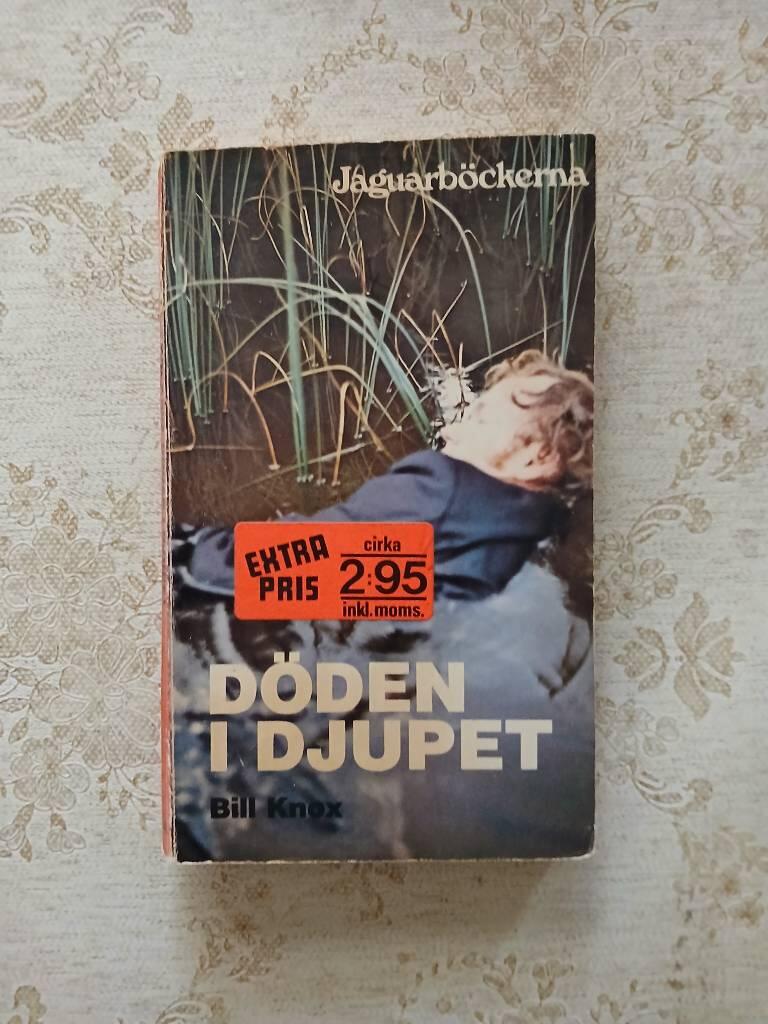 Jaguarböckerna
EXTRA
PRIS
cirka
2:95
inkl. moms.
DÖDEN
I DJUPET
Bill Knox